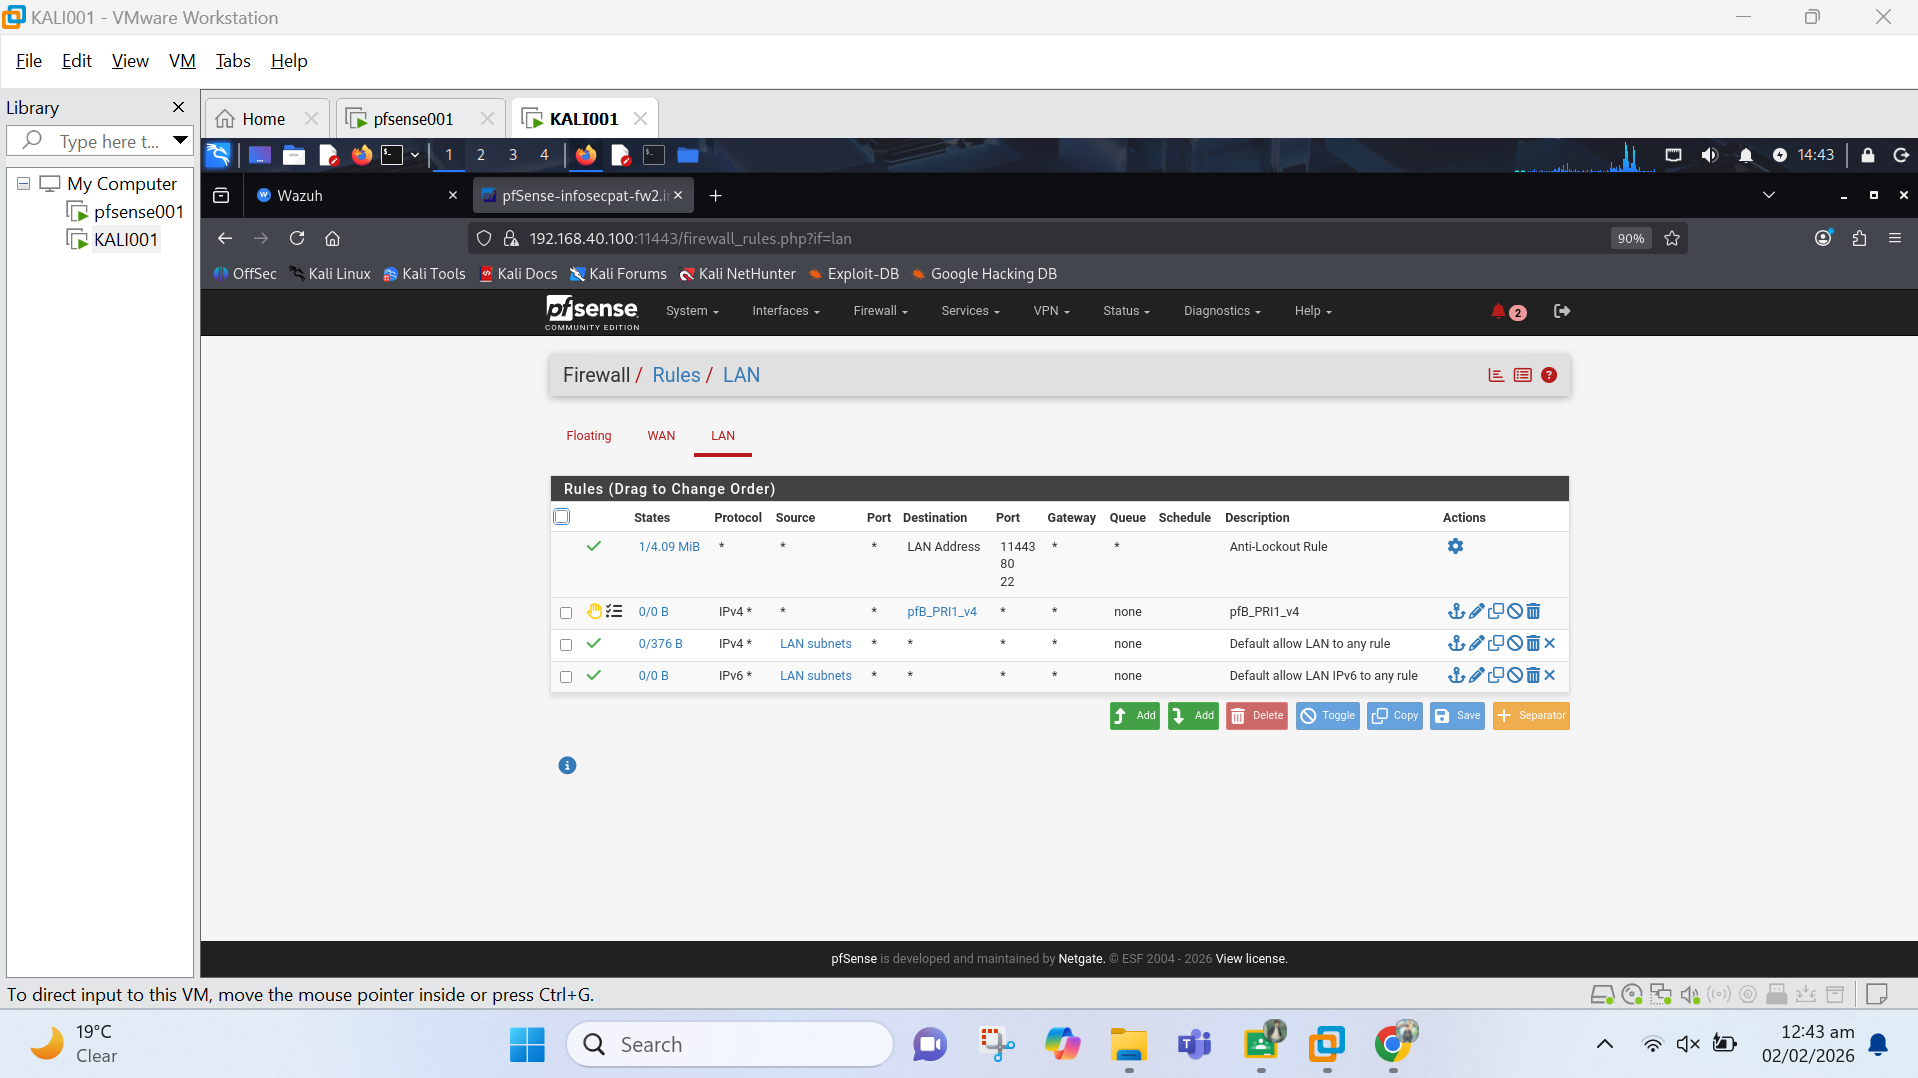 KALI001 - VMware Workstation
File Edit View VM Tabs Help
Library
Type here t...
My Computer
pfsense001
KALI001
Home
pfsense001
KALI001
1 2 3 4
14:43
Wazuh
pfSense-infosecpat-fw2.i
192.168.40.100:11443/firewall_rules.php?if=lan
90%
OffSec Kali Linux Kali Tools Kali Docs Kali Forums Kali NetHunter Exploit-DB Google Hacking DB
pfsense
COMMUNITY EDITION
System Interfaces Firewall Services VPN Status Diagnostics Help
2
Firewall / Rules / LAN
Floating WAN LAN
Rules (Drag to Change Order)
States Protocol Source Port Destination Port Gateway Queue Schedule Description Actions
1/4.09 MiB * * * LAN Address 11443 * * Anti-Lockout Rule
80
22
0/0 B IPv4 * * * pfB_PRI1_v4 * * none pfB_PRI1_v4
0/376 B IPv4 * LAN subnets * * * * none Default allow LAN to any rule
0/0 B IPv6 * LAN subnets * * * * none Default allow LAN IPv6 to any rule
Add Add Delete Toggle Copy Save Separator
pfSense is developed and maintained by Netgate. © ESF 2004 - 2026 View license.
To direct input to this VM, move the mouse pointer inside or press Ctrl+G.
19°C
Clear
Search
12:43 am
02/02/2026